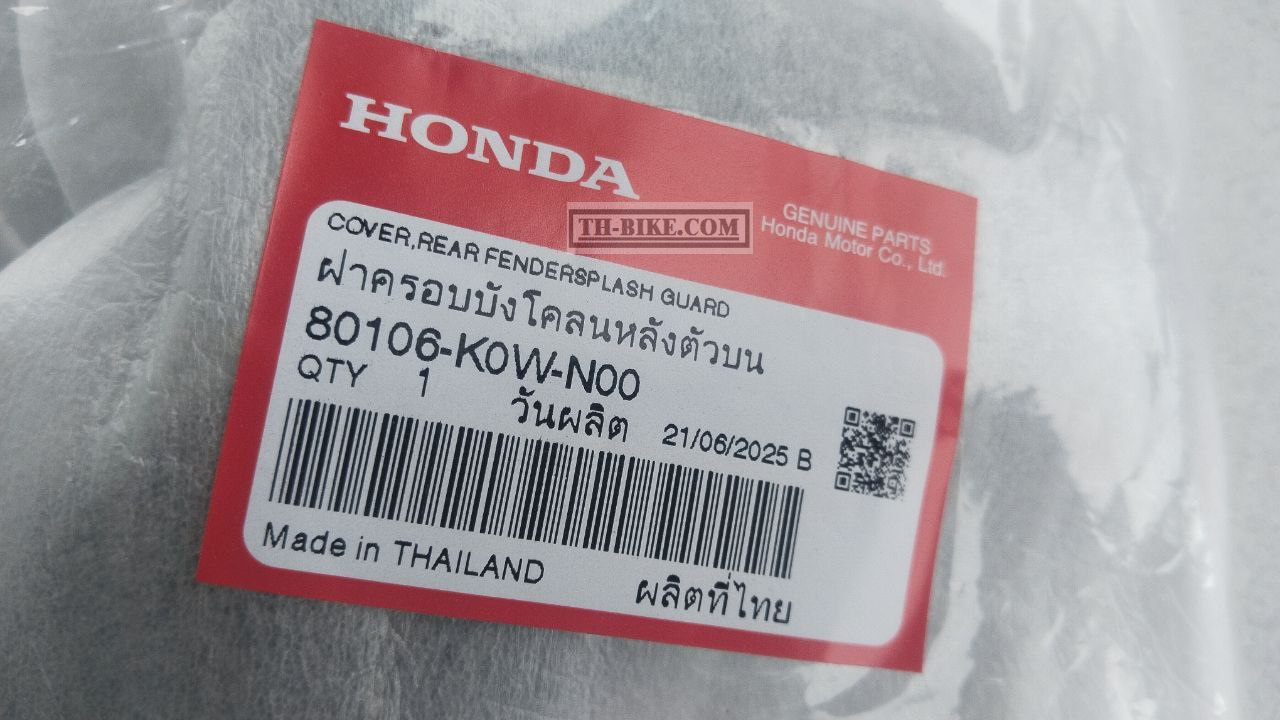 HONDA
GENUINE PARTS
Honda Motor Co., Ltd.
TH-BIKE.COM
COVER,REAR FENDERSPLASH GUARD
ฝาครอบบังโคลนหลังตัวบน
80106-K0W-N00
QTY 1
วันผลิต 21/06/2025 B
Made in THAILAND
ผลิตที่ไทย